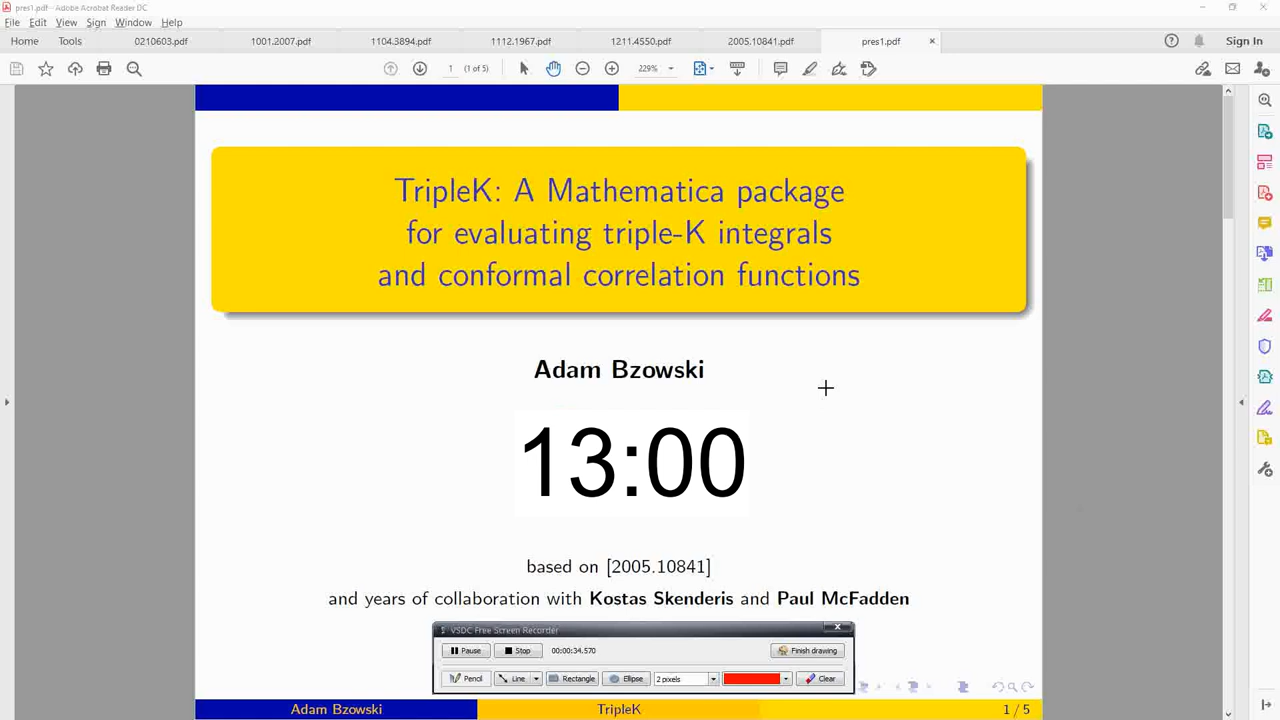 pres1.pdf - Adobe Acrobat Reader DC
File Edit View Sign Window Help
Home Tools 0210603.pdf 1001.2007.pdf 1104.3894.pdf 1112.1967.pdf 1211.4550.pdf 2005.10841.pdf pres1.pdf × Sign In
1 (1 of 5) 229%
TripleK: A Mathematica package
for evaluating triple-K integrals
and conformal correlation functions
Adam Bzowski
13:00
based on [2005.10841]
and years of collaboration with Kostas Skenderis and Paul McFadden
VSDC Free Screen Recorder
Pause Stop 00:00:34.570 Finish drawing
Pencil Line Rectangle Ellipse 2 pixels Clear
Adam Bzowski TripleK 1 / 5